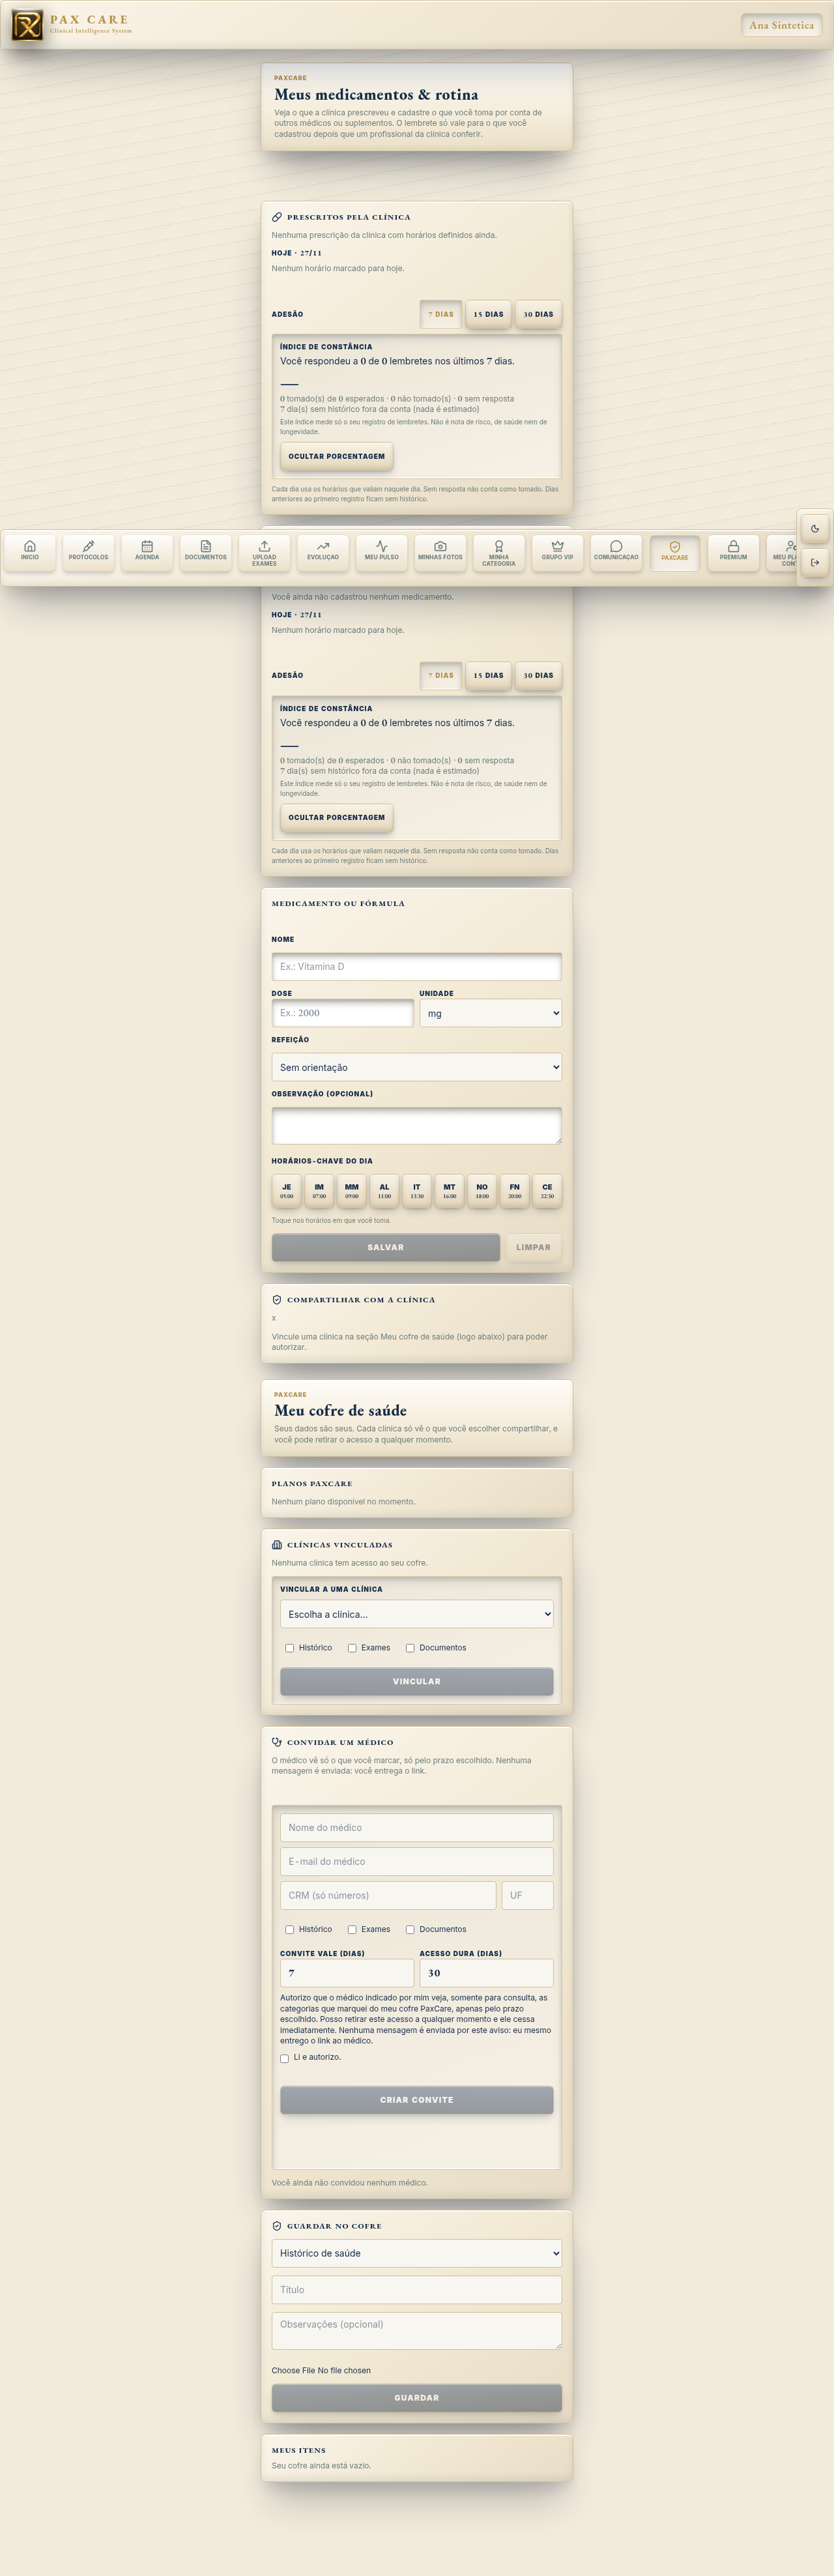 PAX CARE
Clinical Intelligence System
Ana Sintetica
PAXCARE
Meus medicamentos & rotina
Veja o que a clínica prescreveu e cadastre o que você toma por conta de
outros médicos ou suplementos. O lembrete só vale para o que você
cadastrou depois que um profissional da clínica conferir.
PRESCRITOS PELA CLÍNICA
Nenhuma prescrição da clínica com horários definidos ainda.
HOJE · 27/11
Nenhum horário marcado para hoje.
ADESÃO
7 DIAS
15 DIAS
30 DIAS
ÍNDICE DE CONSTÂNCIA
Você respondeu a 0 de 0 lembretes nos últimos 7 dias.
—
0 tomado(s) de 0 esperados · 0 não tomado(s) · 0 sem resposta
7 dia(s) sem histórico fora da conta (nada é estimado)
Este índice mede só o seu registro de lembretes. Não é nota de risco, de saúde nem de
longevidade.
OCULTAR PORCENTAGEM
Cada dia usa os horários que valiam naquele dia. Sem resposta não conta como tomado. Dias
anteriores ao primeiro registro ficam sem histórico.
INICIO
PROTOCOLOS
AGENDA
DOCUMENTOS
UPLOAD
EXAMES
EVOLUÇAO
MEU PULSO
MINHAS FOTOS
MINHA
CATEGORIA
GRUPO VIP
COMUNICAÇAO
PAXCARE
PREMIUM
Você ainda não cadastrou nenhum medicamento.
HOJE · 27/11
Nenhum horário marcado para hoje.
ADESÃO
7 DIAS
15 DIAS
30 DIAS
ÍNDICE DE CONSTÂNCIA
Você respondeu a 0 de 0 lembretes nos últimos 7 dias.
—
0 tomado(s) de 0 esperados · 0 não tomado(s) · 0 sem resposta
7 dia(s) sem histórico fora da conta (nada é estimado)
Este índice mede só o seu registro de lembretes. Não é nota de risco, de saúde nem de
longevidade.
OCULTAR PORCENTAGEM
Cada dia usa os horários que valiam naquele dia. Sem resposta não conta como tomado. Dias
anteriores ao primeiro registro ficam sem histórico.
MEDICAMENTO OU FÓRMULA
NOME
Ex.: Vitamina D
DOSE
UNIDADE
Ex.: 2000
mg
REFEIÇÃO
Sem orientação
OBSERVAÇÃO (OPCIONAL)
HORÁRIOS-CHAVE DO DIA
JE
05:00
IM
07:00
MM
09:00
AL
11:00
IT
13:30
MT
16:00
NO
18:00
FN
20:00
CE
22:30
Toque nos horários em que você toma.
SALVAR
LIMPAR
COMPARTILHAR COM A CLÍNICA
x
Vincule uma clínica na seção Meu cofre de saúde (logo abaixo) para poder
autorizar.
PAXCARE
Meu cofre de saúde
Seus dados são seus. Cada clínica só vê o que você escolher compartilhar, e
você pode retirar o acesso a qualquer momento.
PLANOS PAXCARE
Nenhum plano disponível no momento.
CLÍNICAS VINCULADAS
Nenhuma clínica tem acesso ao seu cofre.
VINCULAR A UMA CLÍNICA
Escolha a clínica...
Histórico
Exames
Documentos
VINCULAR
CONVIDAR UM MÉDICO
O médico vê só o que você marcar, só pelo prazo escolhido. Nenhuma
mensagem é enviada: você entrega o link.
Nome do médico
E-mail do médico
CRM (só números)
UF
Histórico
Exames
Documentos
CONVITE VALE (DIAS)
ACESSO DURA (DIAS)
7
30
Autorizo que o médico indicado por mim veja, somente para consulta, as
categorias que marquei do meu cofre PaxCare, apenas pelo prazo
escolhido. Posso retirar este acesso a qualquer momento e ele cessa
imediatamente. Nenhuma mensagem é enviada por este aviso: eu mesmo
entrego o link ao médico.
Li e autorizo.
CRIAR CONVITE
Você ainda não convidou nenhum médico.
GUARDAR NO COFRE
Histórico de saúde
Título
Observações (opcional)
Choose File No file chosen
GUARDAR
MEUS ITENS
Seu cofre ainda está vazio.